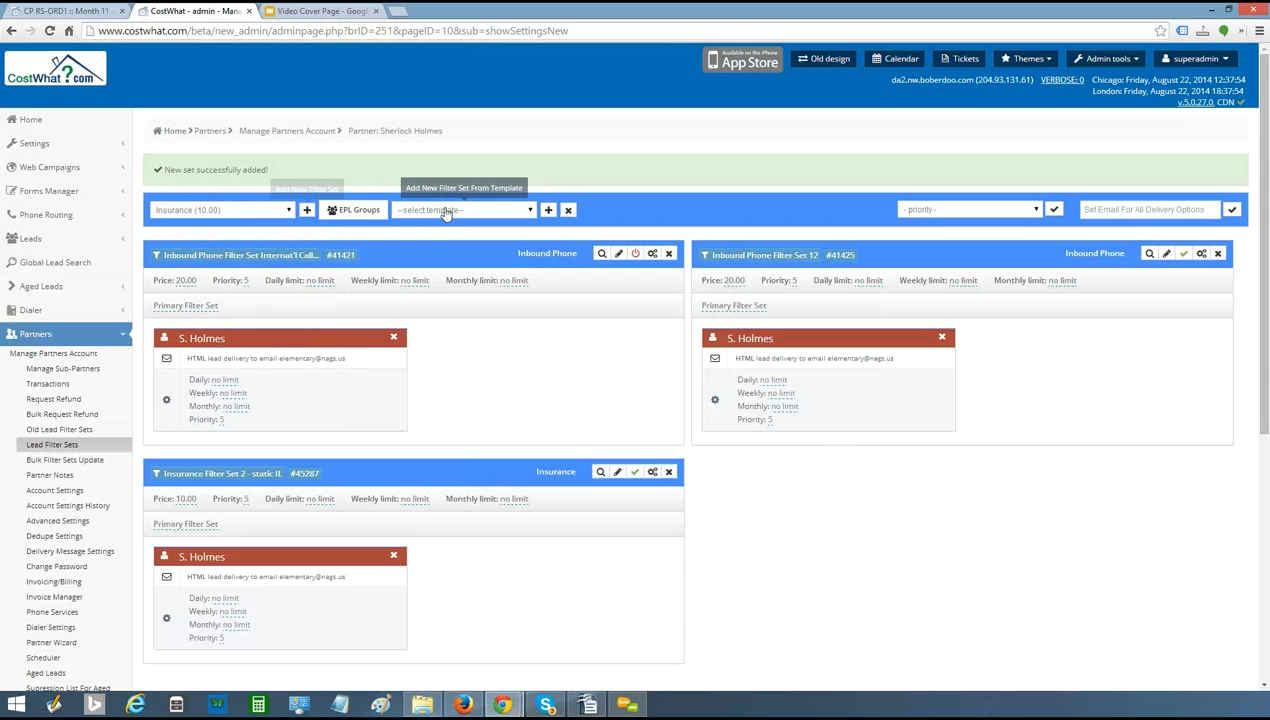 CP RS-ORD1 :: Month 11
CostWhat - admin - Mana
Video Cover Page - Googl
www.costwhat.com/beta/new_admin/adminpage.php?brID=251&pageID=10&sub=showSettingsNew
CostWhat?.com
Available on the iPhone
App Store
Old design
Calendar
Tickets
Themes
Admin tools
superadmin
da2.nw.boberdoo.com (204.93.131.61) VERBOSE: 0 Chicago: Friday, August 22, 2014 12:37:54
London: Friday, August 22, 2014 18:37:54
v.5.0.27.0, CDN
Home
Settings
Web Campaigns
Forms Manager
Phone Routing
Leads
Global Lead Search
Aged Leads
Dialer
Partners
Manage Partners Account
Manage Sub-Partners
Transactions
Request Refund
Bulk Request Refund
Old Lead Filter Sets
Lead Filter Sets
Bulk Filter Sets Update
Partner Notes
Account Settings
Account Settings History
Advanced Settings
Dedupe Settings
Delivery Message Settings
Change Password
Invoicing/Billing
Invoice Manager
Phone Services
Dialer Settings
Partner Wizard
Scheduler
Aged Leads
Supression List For Aged
Home Partners Manage Partners Account Partner: Sherlock Holmes
New set successfully added!
Add New Filter Set
Add New Filter Set From Template
Insurance (10.00)
EPL Groups
--select template--
- priority -
Set Email For All Delivery Options
Inbound Phone Filter Set Internat'l Call... #41421 Inbound Phone
Price: 20.00 Priority: 5 Daily limit: no limit Weekly limit: no limit Monthly limit: no limit
Primary Filter Set
S. Holmes
HTML lead delivery to email elementary@nags.us
Daily: no limit
Weekly: no limit
Monthly: no limit
Priority: 5
Inbound Phone Filter Set 12 #41425 Inbound Phone
Price: 20.00 Priority: 5 Daily limit: no limit Weekly limit: no limit Monthly limit: no limit
Primary Filter Set
S. Holmes
HTML lead delivery to email elementary@nags.us
Daily: no limit
Weekly: no limit
Monthly: no limit
Priority: 5
Insurance Filter Set 2 - static IL #45287 Insurance
Price: 10.00 Priority: 5 Daily limit: no limit Weekly limit: no limit Monthly limit: no limit
Primary Filter Set
S. Holmes
HTML lead delivery to email elementary@nags.us
Daily: no limit
Weekly: no limit
Monthly: no limit
Priority: 5